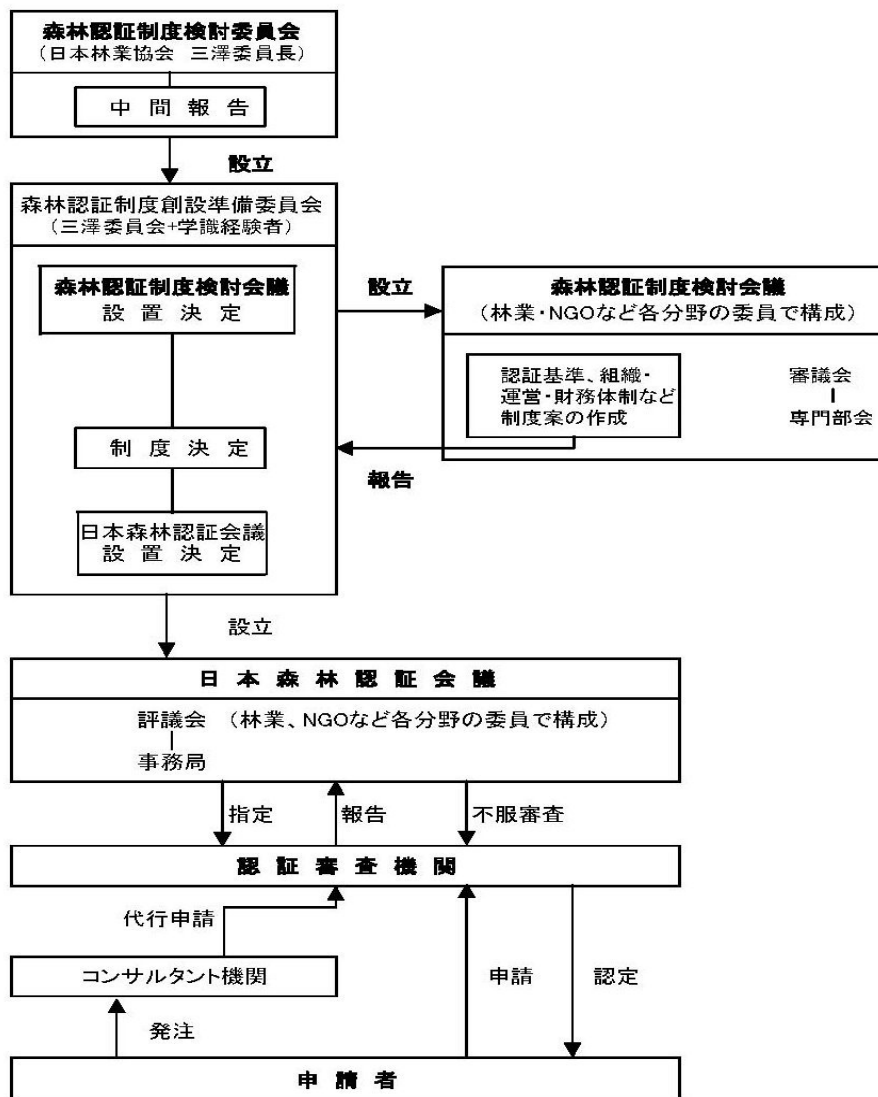 森林認証制度検討委員会
（日本林業協会　三澤委員長）
中間報告
設立
森林認証制度創設準備委員会
（三澤委員会+学識経験者）
森林認証制度検討会議
設置決定
設立
森林認証制度検討会議
（林業・NGOなど各分野の委員で構成）
認証基準、組織・
運営・財務体制など
制度案の作成
審議会
専門部会
制度決定
報告
日本森林認証会議
設置決定
設立
日本森林認証会議
評議会　（林業、NGOなど各分野の委員で構成）
事務局
指定
報告
不服審査
認証審査機関
代行申請
コンサルタント機関
申請
認定
発注
申請者